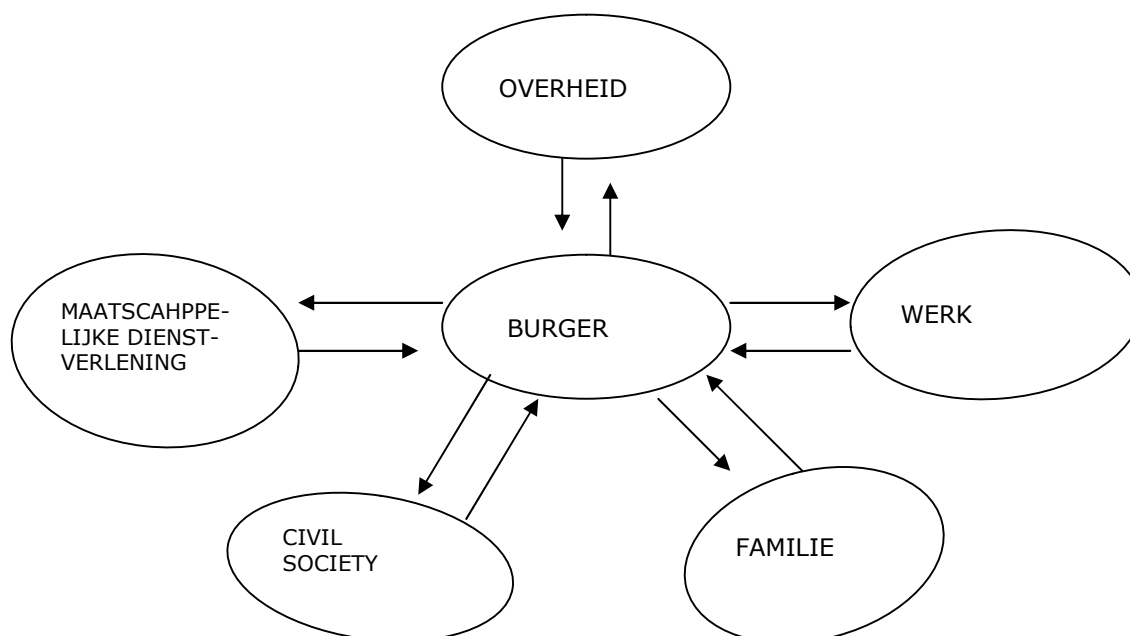 OVERHEID
MAATSCAHPPE-
LIJKE DIENST-
VERLENING
BURGER
WERK
CIVIL
SOCIETY
FAMILIE